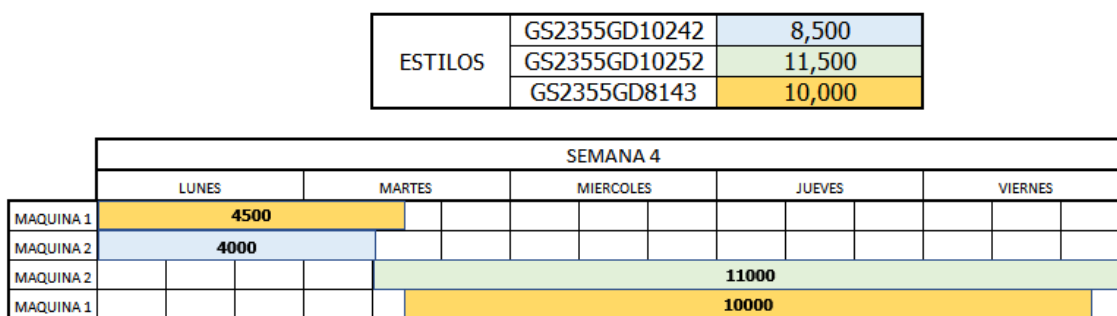 GS2355GD10242 8,500
ESTILOS GS2355GD10252 11,500
GS2355GD8143 10,000
SEMANA 4
LUNES MARTES MIERCOLES JUEVES VIERNES
MAQUINA 1 4500
MAQUINA 2 4000
MAQUINA 2 11000
MAQUINA 1 10000